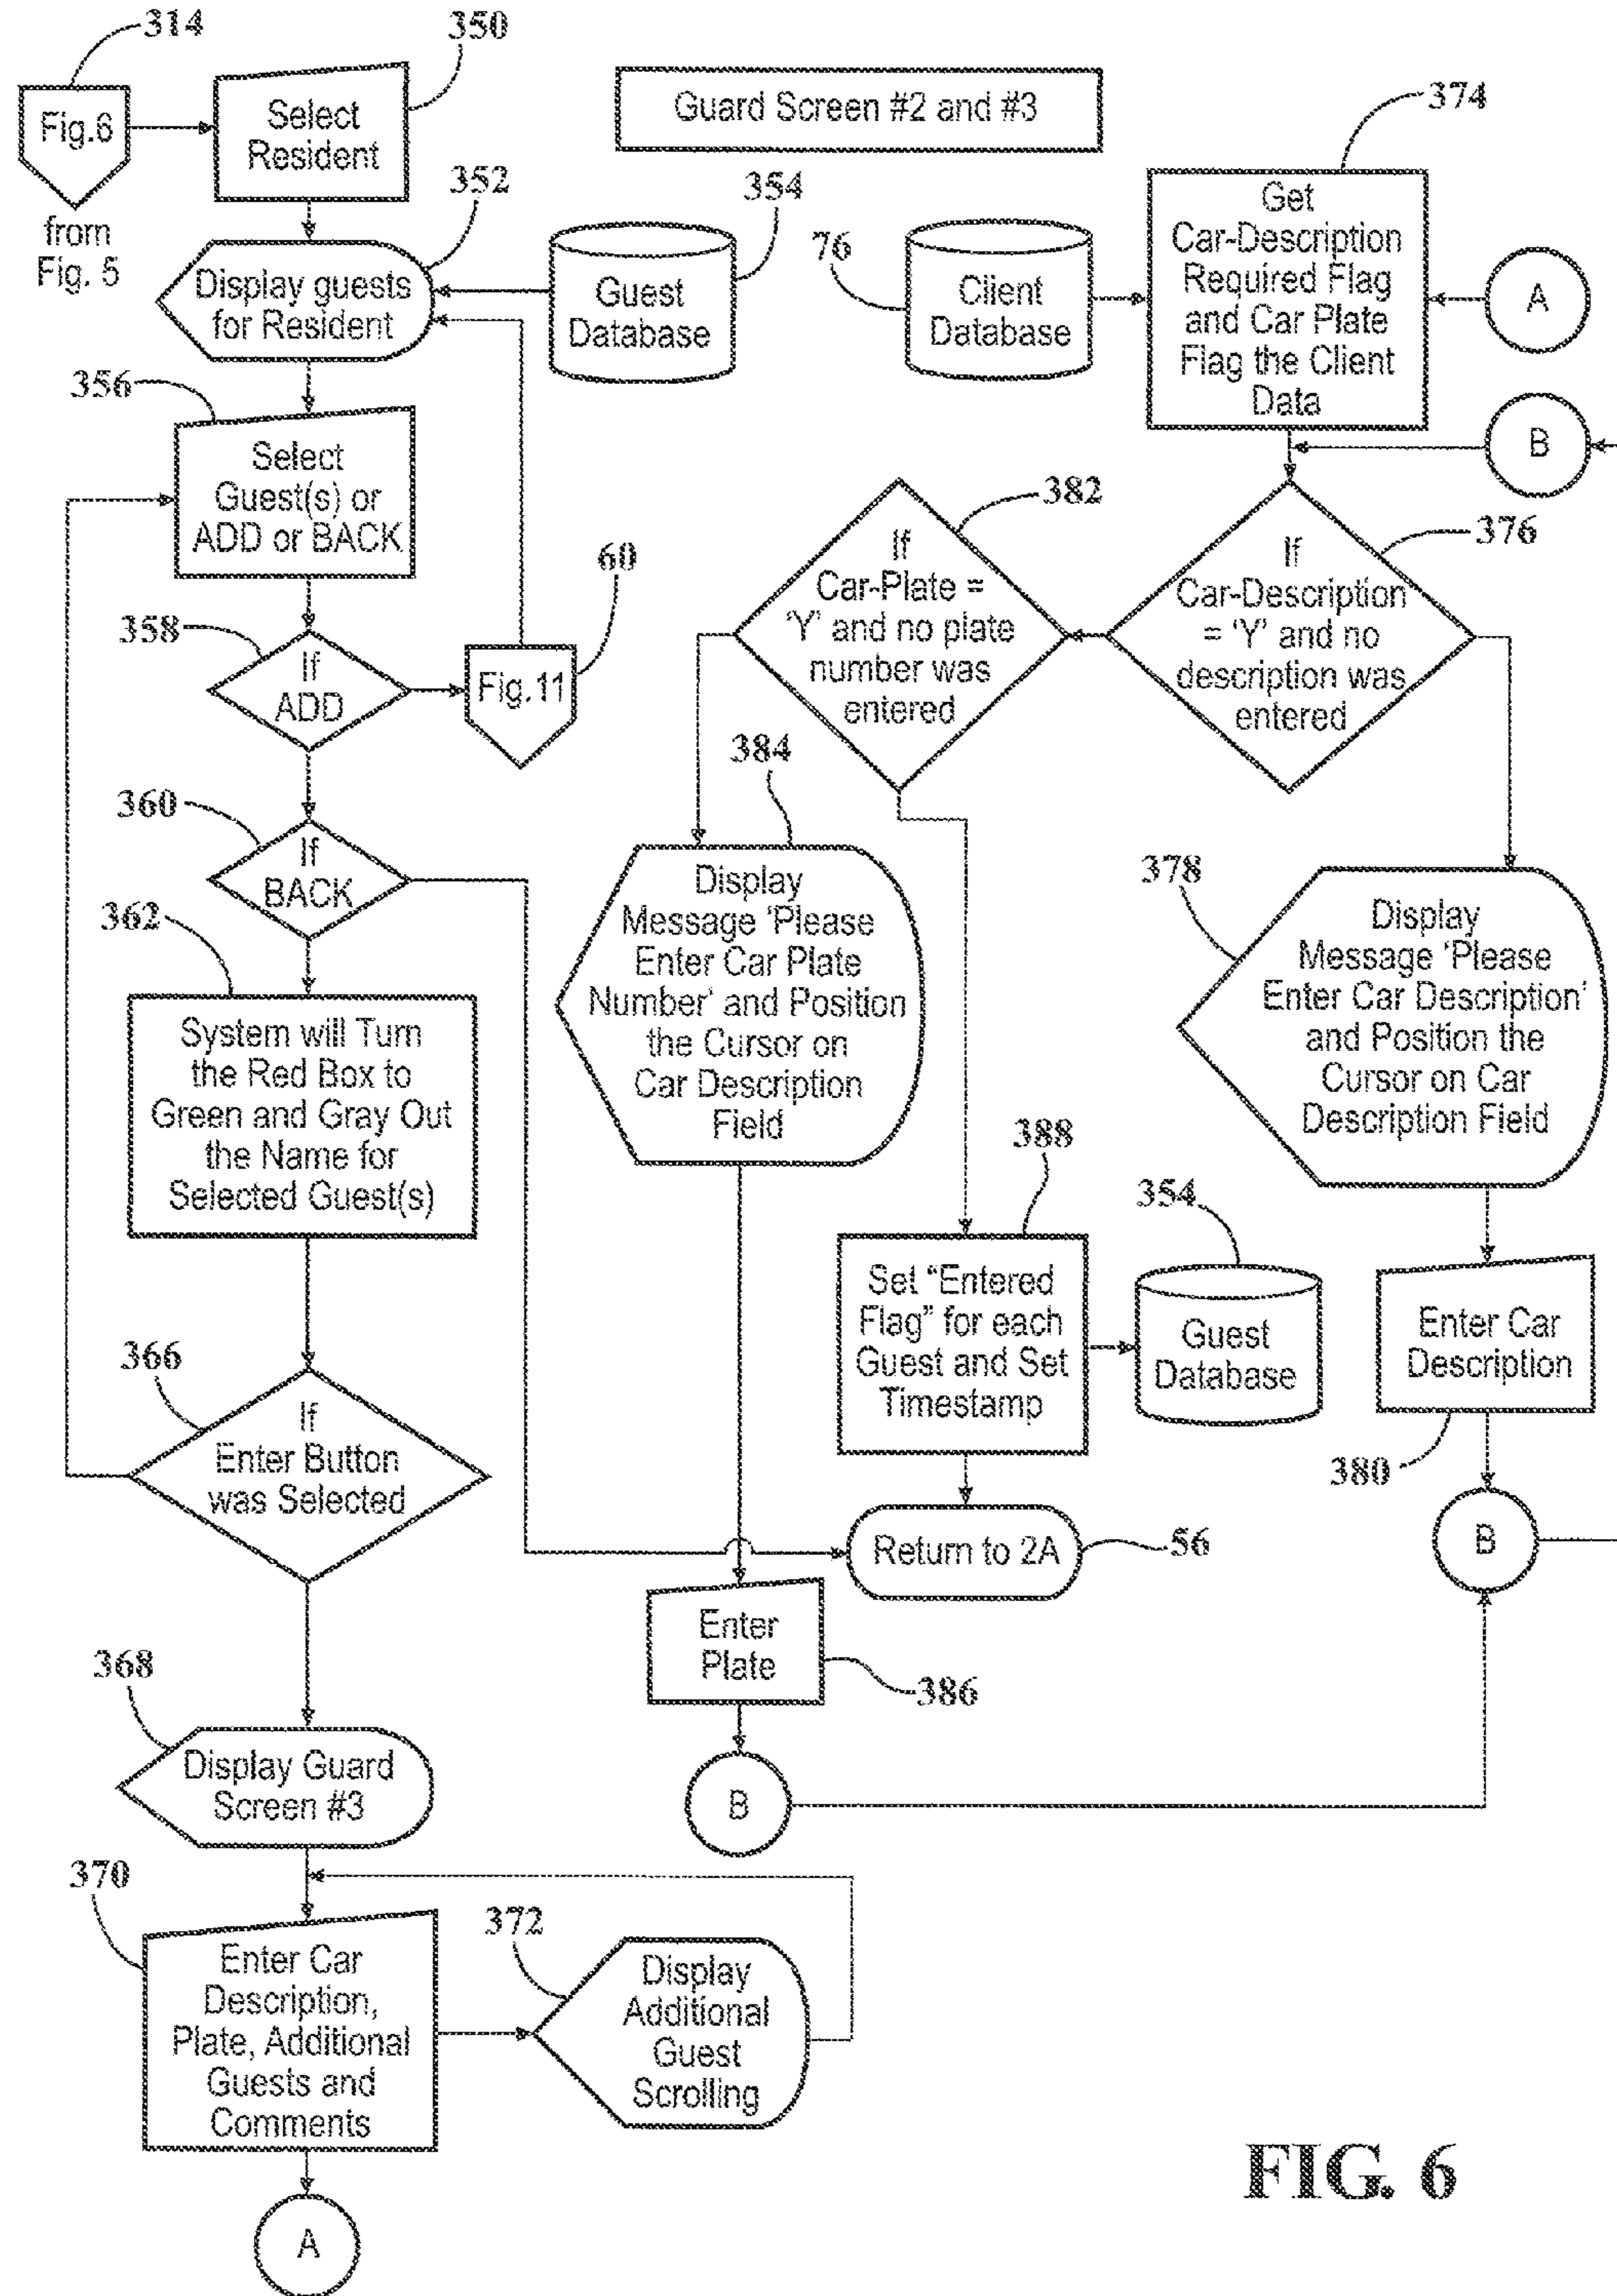 314
350
Fig.6
from
Fig. 5
Select
Resident
Guard Screen #2 and #3
374
352
Display guests
for Resident
354
Guest
Database
76
Client
Database
Get
Car-Description
Required Flag
and Car Plate
Flag the Client
Data
A
B
356
Select
Guest(s) or
ADD or BACK
358
If
ADD
60
Fig.11
382
If
Car-Plate =
'Y' and no plate
number was
entered
376
If
Car-Description
= 'Y' and no
description was
entered
360
If
BACK
362
System will Turn
the Red Box to
Green and Gray Out
the Name for
Selected Guest(s)
384
Display
Message 'Please
Enter Car Plate
Number' and Position
the Cursor on
Car Description
Field
378
Display
Message 'Please
Enter Car Description'
and Position the
Cursor on Car
Description Field
388
Set "Entered
Flag" for each
Guest and Set
Timestamp
354
Guest
Database
Enter Car
Description
380
B
366
If
Enter Button
was Selected
Return to 2A
56
Enter
Plate
386
B
368
Display Guard
Screen #3
370
Enter Car
Description,
Plate, Additional
Guests and
Comments
372
Display
Additional
Guest
Scrolling
A
FIG. 6